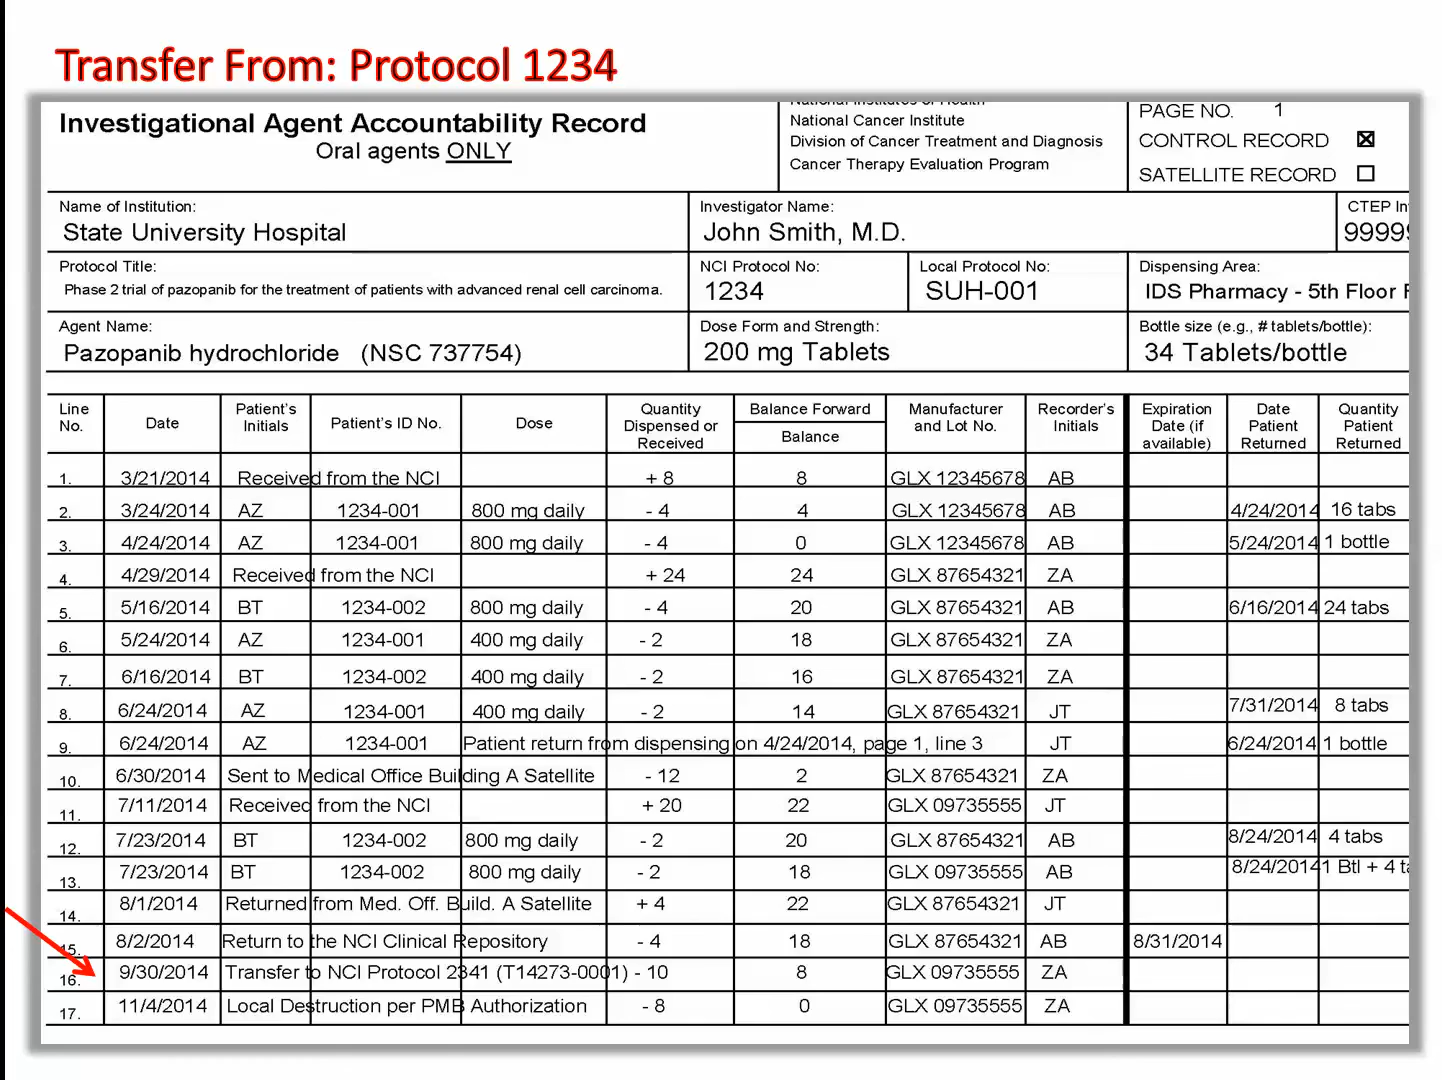 Transfer From: Protocol 1234
National Institutes of Health
Investigational Agent Accountability Record
Oral agents ONLY
National Cancer Institute
Division of Cancer Treatment and Diagnosis
Cancer Therapy Evaluation Program
PAGE NO. 1
CONTROL RECORD ☒
SATELLITE RECORD ☐
Name of Institution:
State University Hospital
Investigator Name:
John Smith, M.D.
CTEP In
9999
Protocol Title:
Phase 2 trial of pazopanib for the treatment of patients with advanced renal cell carcinoma.
NCI Protocol No:
1234
Local Protocol No:
SUH-001
Dispensing Area:
IDS Pharmacy - 5th Floor
Agent Name:
Pazopanib hydrochloride (NSC 737754)
Dose Form and Strength:
200 mg Tablets
Bottle size (e.g., # tablets/bottle):
34 Tablets/bottle
Line No. Date Patient's Initials Patient's ID No. Dose Quantity Dispensed or Received Balance Forward Balance Manufacturer and Lot No. Recorder's Initials Expiration Date (if available) Date Patient Returned Quantity Patient Returned
1. 3/21/2014 Received from the NCI + 8 8 GLX 12345678 AB
2. 3/24/2014 AZ 1234-001 800 mg daily - 4 4 GLX 12345678 AB 4/24/2014 16 tabs
3. 4/24/2014 AZ 1234-001 800 mg daily - 4 0 GLX 12345678 AB 5/24/2014 1 bottle
4. 4/29/2014 Received from the NCI + 24 24 GLX 87654321 ZA
5. 5/16/2014 BT 1234-002 800 mg daily - 4 20 GLX 87654321 AB 6/16/2014 24 tabs
6. 5/24/2014 AZ 1234-001 400 mg daily - 2 18 GLX 87654321 ZA
7. 6/16/2014 BT 1234-002 400 mg daily - 2 16 GLX 87654321 ZA
8. 6/24/2014 AZ 1234-001 400 mg daily - 2 14 GLX 87654321 JT 7/31/2014 8 tabs
9. 6/24/2014 AZ 1234-001 Patient return from dispensing on 4/24/2014, page 1, line 3 JT 6/24/2014 1 bottle
10. 6/30/2014 Sent to Medical Office Building A Satellite - 12 2 GLX 87654321 ZA
11. 7/11/2014 Received from the NCI + 20 22 GLX 09735555 JT
12. 7/23/2014 BT 1234-002 800 mg daily - 2 20 GLX 87654321 AB 8/24/2014 4 tabs
13. 7/23/2014 BT 1234-002 800 mg daily - 2 18 GLX 09735555 AB 8/24/2014 1 Btl + 4 ta
14. 8/1/2014 Returned from Med. Off. Build. A Satellite + 4 22 GLX 87654321 JT
15. 8/2/2014 Return to the NCI Clinical Repository - 4 18 GLX 87654321 AB 8/31/2014
16. 9/30/2014 Transfer to NCI Protocol 2341 (T14273-0001) - 10 8 GLX 09735555 ZA
17. 11/4/2014 Local Destruction per PMB Authorization - 8 0 GLX 09735555 ZA